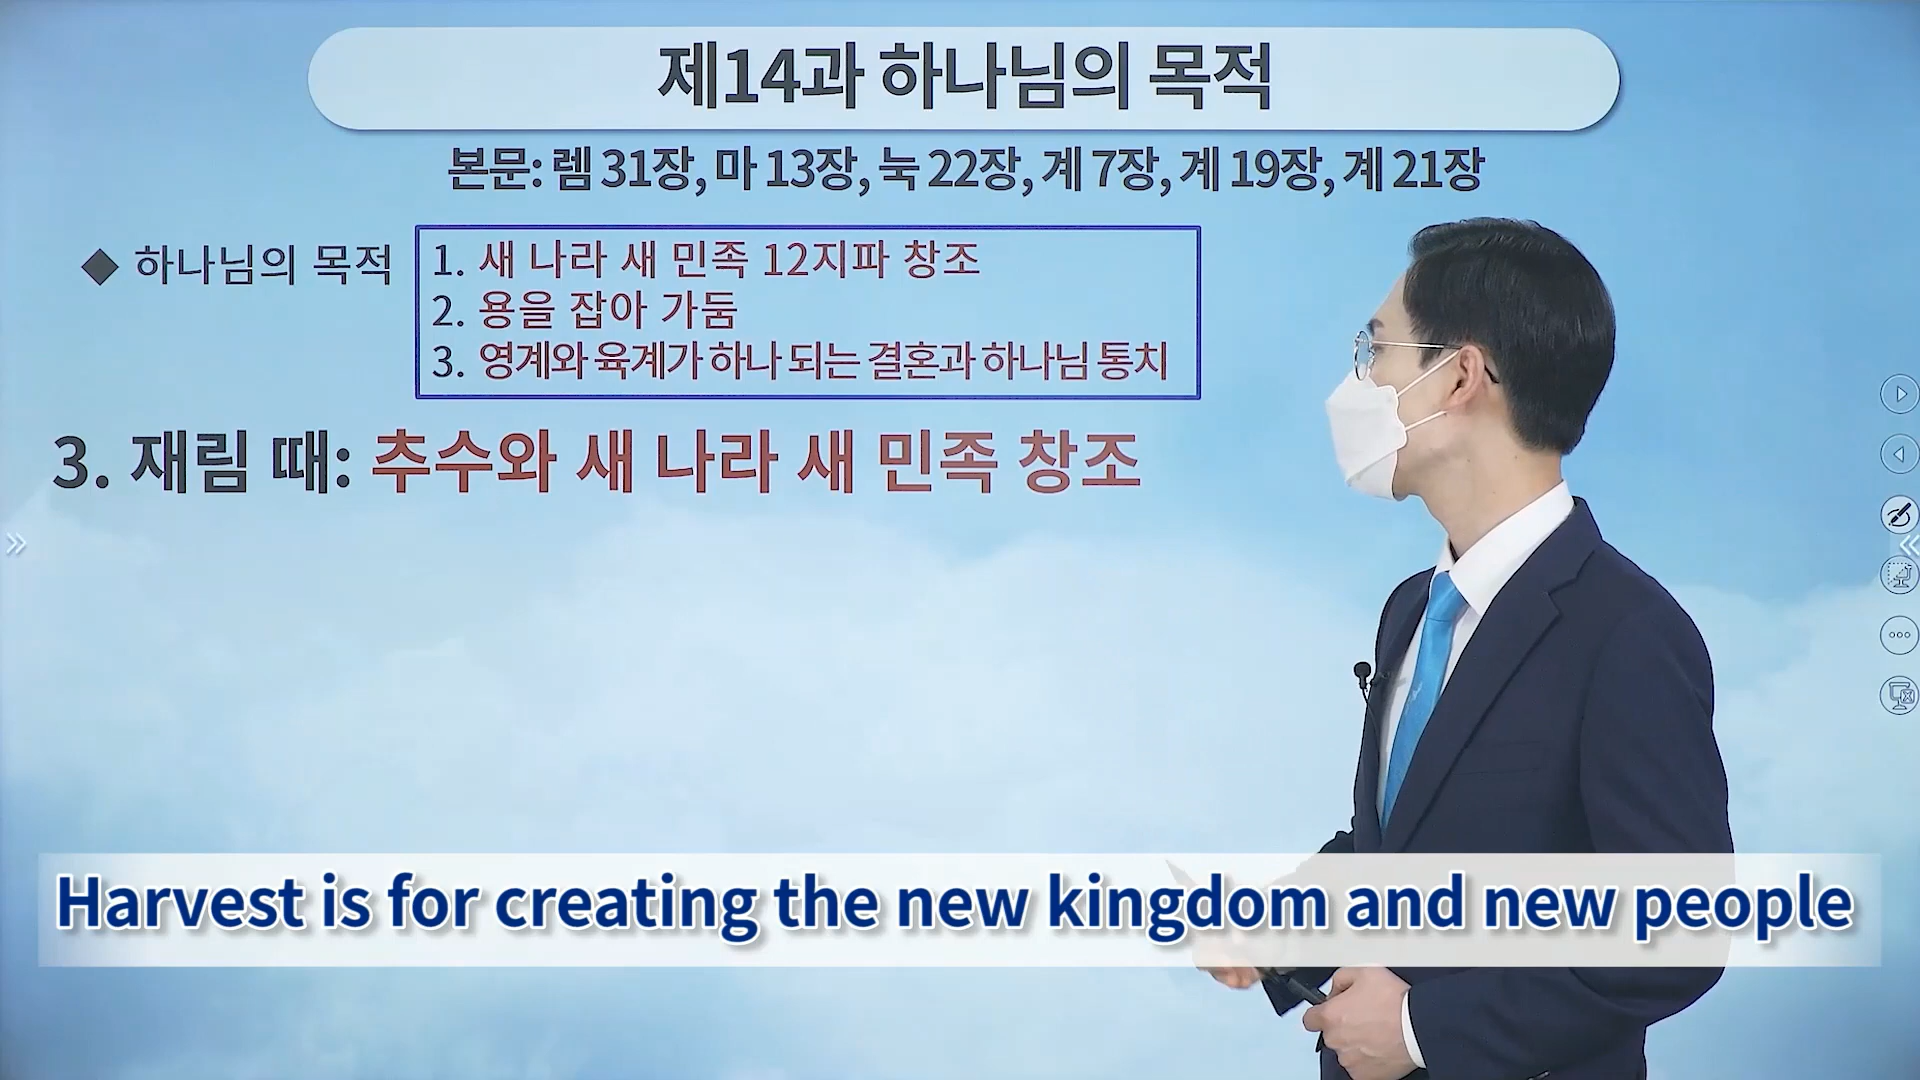 제14과 하나님의 목적
본문: 렘 31장, 마 13장, 눅 22장, 계 7장, 계 19장, 계 21장
◆ 하나님의 목적
1. 새 나라 새 민족 12지파 창조
2. 용을 잡아 가둠
3. 영계와 육계가 하나 되는 결혼과 하나님 통치
3. 재림 때: 추수와 새 나라 새 민족 창조
Harvest is for creating the new kingdom and new people